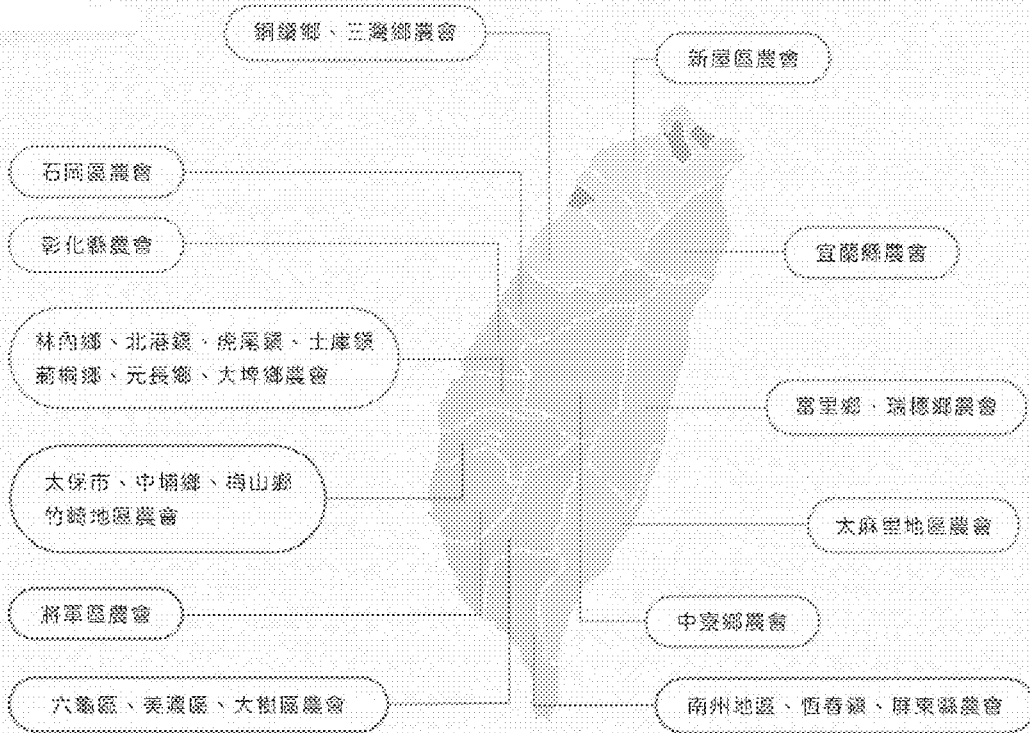 銅鑼鄉、三灣鄉農會
新屋區農會
石岡區農會
彰化縣農會
宜蘭縣農會
林內鄉、北港鎮、虎尾鎮、土庫鎮
莿桐鄉、元長鄉、大埤鄉農會
富里鄉、瑞穗鄉農會
太保市、中埔鄉、梅山鄉
竹崎地區農會
太麻里地區農會
將軍區農會
中寮鄉農會
六龜區、美濃區、大樹區農會
南州地區、恆春鎮、屏東縣農會